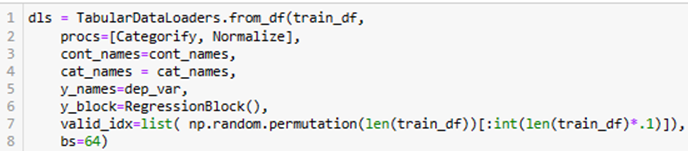 1 dls = TabularDataLoaders.from_df(train_df,
2     procs=[Categorify, Normalize],
3     cont_names=cont_names,
4     cat_names = cat_names,
5     y_names=dep_var,
6     y_block=RegressionBlock(),
7     valid_idx=list( np.random.permutation(len(train_df))[:int(len(train_df)*.1)]),
8     bs=64)